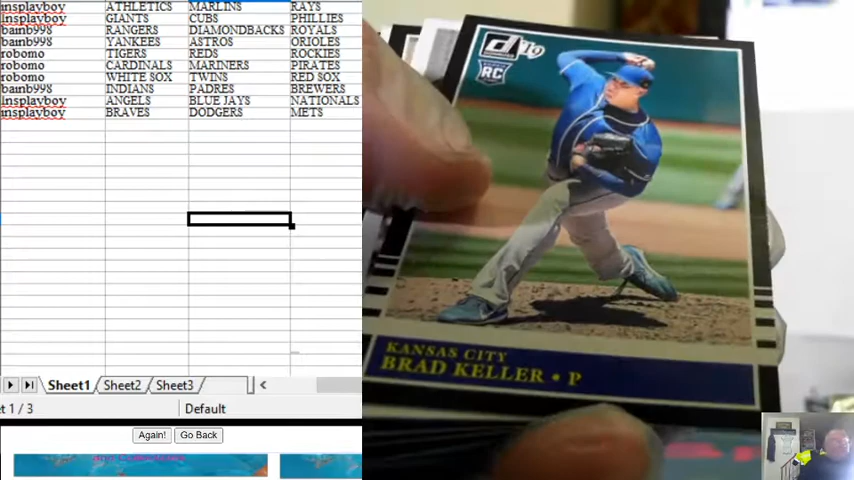 insplayboy ATHLETICS MARLINS RAYS
insplayboy GIANTS CUBS PHILLIES
bamb998 RANGERS DIAMONDBACKS ROYALS
bamb998 YANKEES ASTROS ORIOLES
robomo TIGERS REDS ROCKIES
robomo CARDINALS MARINERS PIRATES
robomo WHITE SOX TWINS RED SOX
bamb998 INDIANS PADRES BREWERS
insplayboy ANGELS BLUE JAYS NATIONALS
insplayboy BRAVES DODGERS METS
Sheet1 Sheet2 Sheet3
t 1 / 3 Default
Again! Go Back
RC
KANSAS CITY
BRAD KELLER • P